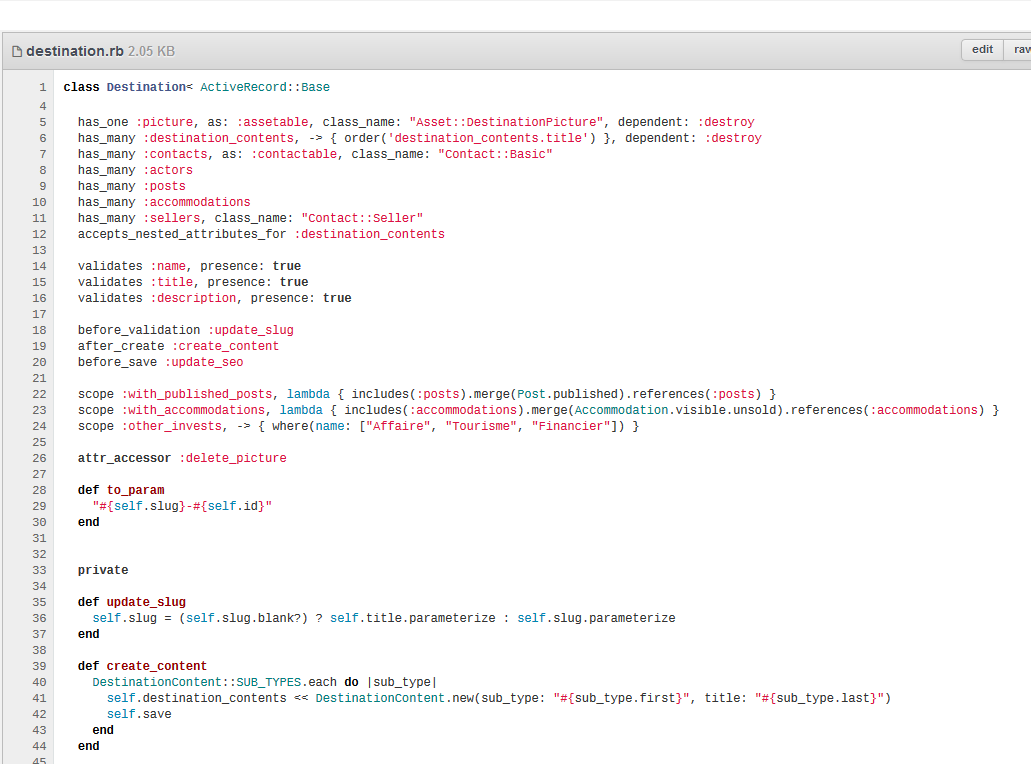 destination.rb 2.05 KB edit raw
1 class Destination< ActiveRecord::Base
4
5 has_one :picture, as: :assetable, class_name: "Asset::DestinationPicture", dependent: :destroy
6 has_many :destination_contents, -> { order('destination_contents.title') }, dependent: :destroy
7 has_many :contacts, as: :contactable, class_name: "Contact::Basic"
8 has_many :actors
9 has_many :posts
10 has_many :accommodations
11 has_many :sellers, class_name: "Contact::Seller"
12 accepts_nested_attributes_for :destination_contents
13
14 validates :name, presence: true
15 validates :title, presence: true
16 validates :description, presence: true
17
18 before_validation :update_slug
19 after_create :create_content
20 before_save :update_seo
21
22 scope :with_published_posts, lambda { includes(:posts).merge(Post.published).references(:posts) }
23 scope :with_accommodations, lambda { includes(:accommodations).merge(Accommodation.visible.unsold).references(:accommodations) }
24 scope :other_invests, -> { where(name: ["Affaire", "Tourisme", "Financier"]) }
25
26 attr_accessor :delete_picture
27
28 def to_param
29 "#{self.slug}-#{self.id}"
30 end
31
32
33 private
34
35 def update_slug
36 self.slug = (self.slug.blank?) ? self.title.parameterize : self.slug.parameterize
37 end
38
39 def create_content
40 DestinationContent::SUB_TYPES.each do |sub_type|
41 self.destination_contents << DestinationContent.new(sub_type: "#{sub_type.first}", title: "#{sub_type.last}")
42 self.save
43 end
44 end
45